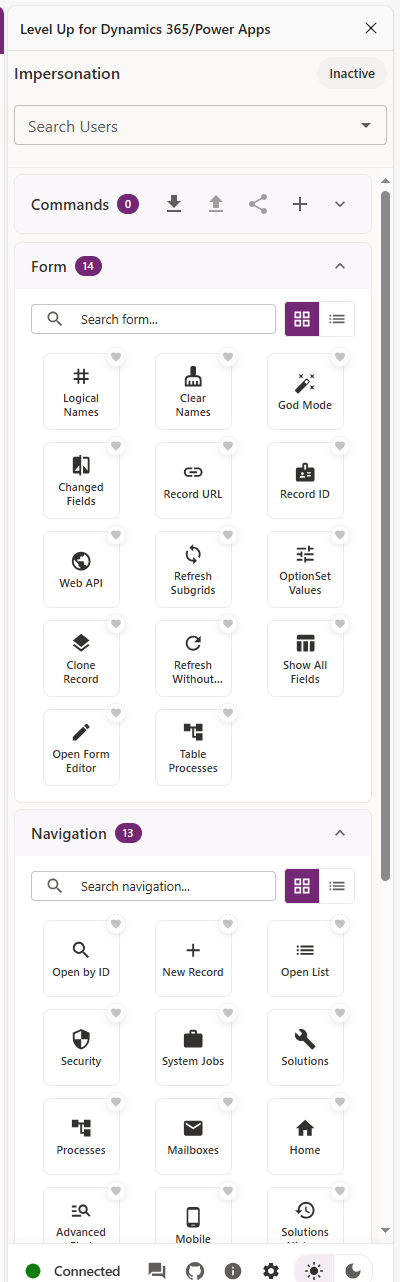 Level Up for Dynamics 365/Power Apps
Impersonation
Inactive
Search Users
Commands 0
Form 14
Search form...
Logical Names
Clear Names
God Mode
Changed Fields
Record URL
Record ID
Web API
Refresh Subgrids
OptionSet Values
Clone Record
Refresh Without...
Show All Fields
Open Form Editor
Table Processes
Navigation 13
Search navigation...
Open by ID
New Record
Open List
Security
System Jobs
Solutions
Processes
Mailboxes
Home
Advanced
Mobile
Solutions
Connected